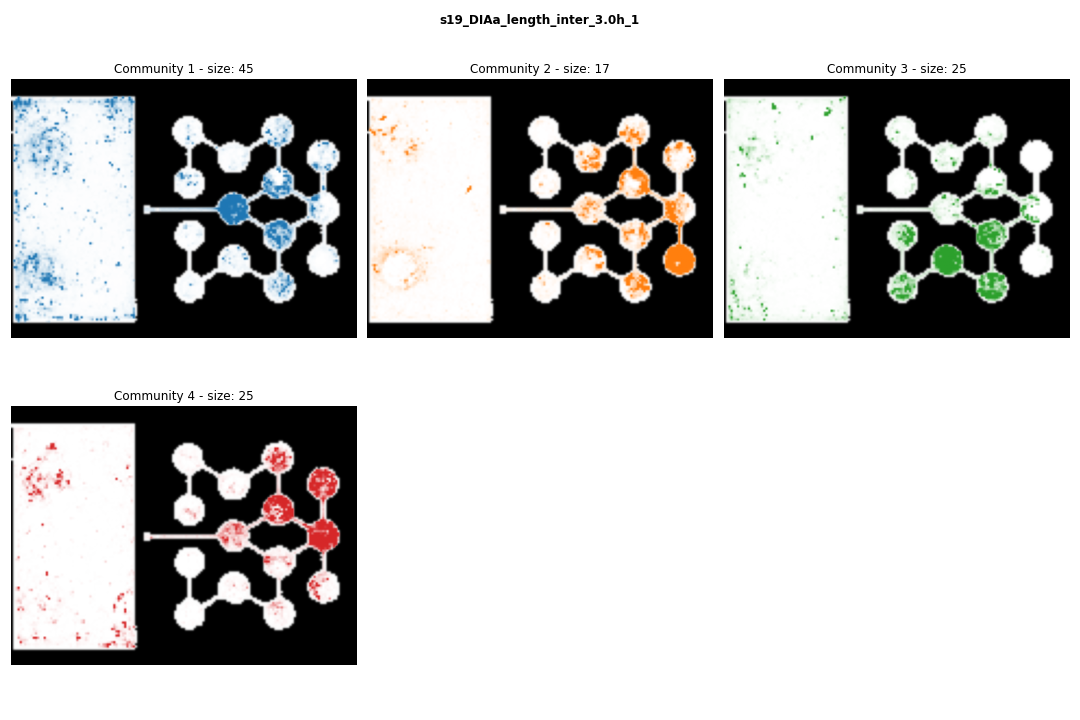 s19_DIAa_length_inter_3.0h_1
Community 1 - size: 45
Community 2 - size: 17
Community 3 - size: 25
Community 4 - size: 25